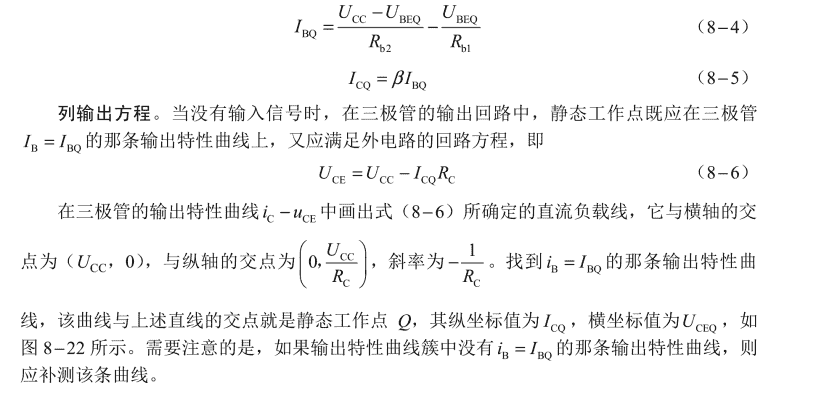 I_BQ = (U_CC − U_BEQ)/R_b2 − U_BEQ/R_b1 （8-4）
I_CQ = βI_BQ （8-5）
列输出方程。当没有输入信号时，在三极管的输出回路中，静态工作点既应在三极管
I_B = I_BQ 的那条输出特性曲线上，又应满足外电路的回路方程，即
U_CE = U_CC − I_CQ R_C （8-6）
在三极管的输出特性曲线 i_C − u_CE 中画出式（8-6）所确定的直流负载线，它与横轴的交
点为（U_CC，0），与纵轴的交点为 (0, U_CC/R_C)，斜率为 −1/R_C。找到 i_B = I_BQ 的那条输出特性曲
线，该曲线与上述直线的交点就是静态工作点 Q，其纵坐标值为 I_CQ，横坐标值为 U_CEQ，如
图 8-22 所示。需要注意的是，如果输出特性曲线簇中没有 i_B = I_BQ 的那条输出特性曲线，则
应补测该条曲线。